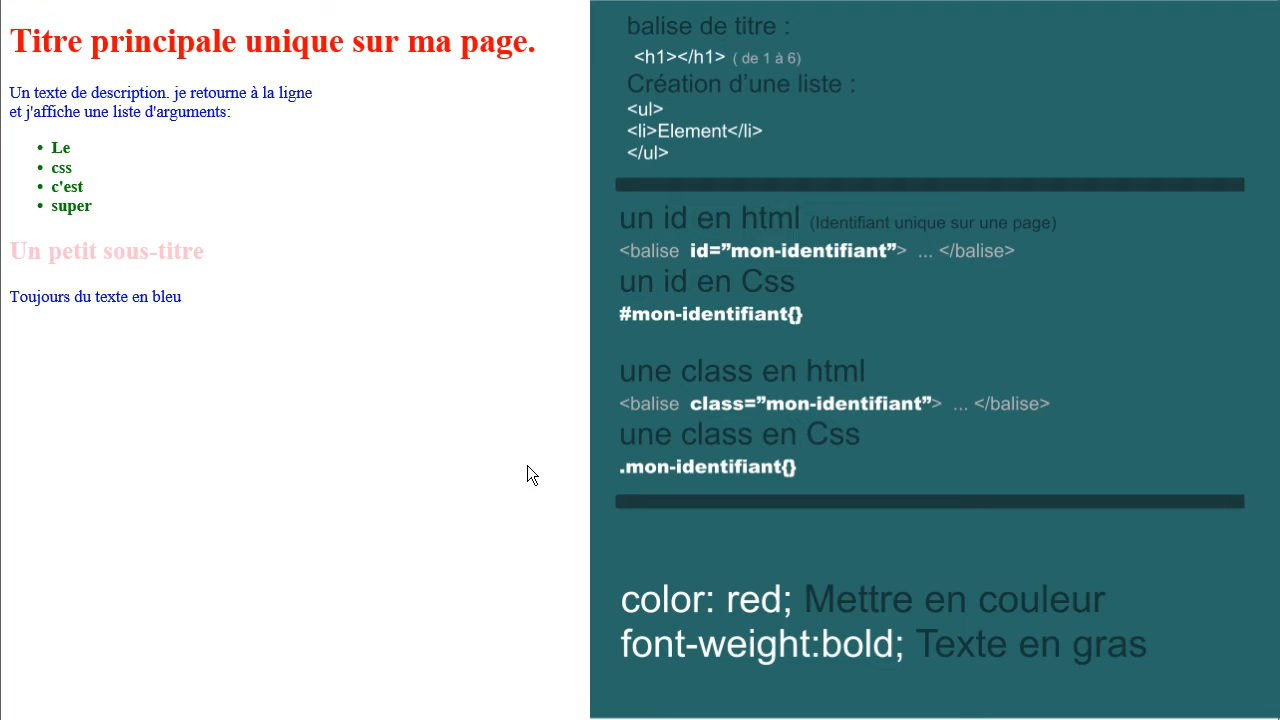 Titre principale unique sur ma page.
Un texte de description. je retourne à la ligne
et j'affiche une liste d'arguments:
• Le
• css
• c'est
• super
Un petit sous-titre
Toujours du texte en bleu
balise de titre :
<h1></h1> ( de 1 à 6)
Création d’une liste :
<ul>
<li>Element</li>
</ul>
un id en html (Identifiant unique sur une page)
<balise id=”mon-identifiant”> ... </balise>
un id en Css
#mon-identifiant{}
une class en html
<balise class=”mon-identifiant”> ... </balise>
une class en Css
.mon-identifiant{}
color: red; Mettre en couleur
font-weight:bold; Texte en gras